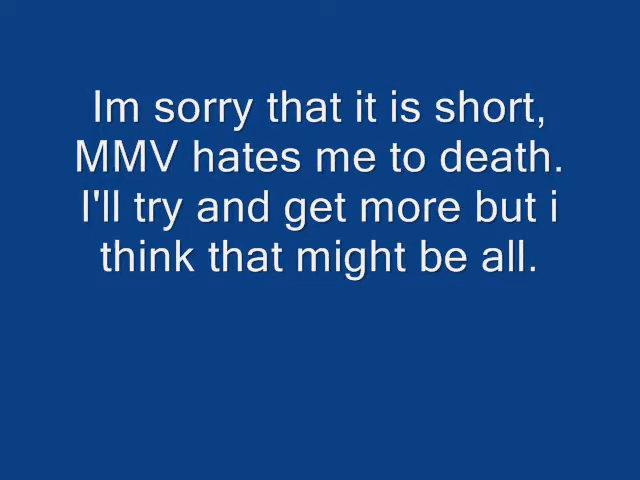 Im sorry that it is short,
MMV hates me to death.
I'll try and get more but i
think that might be all.